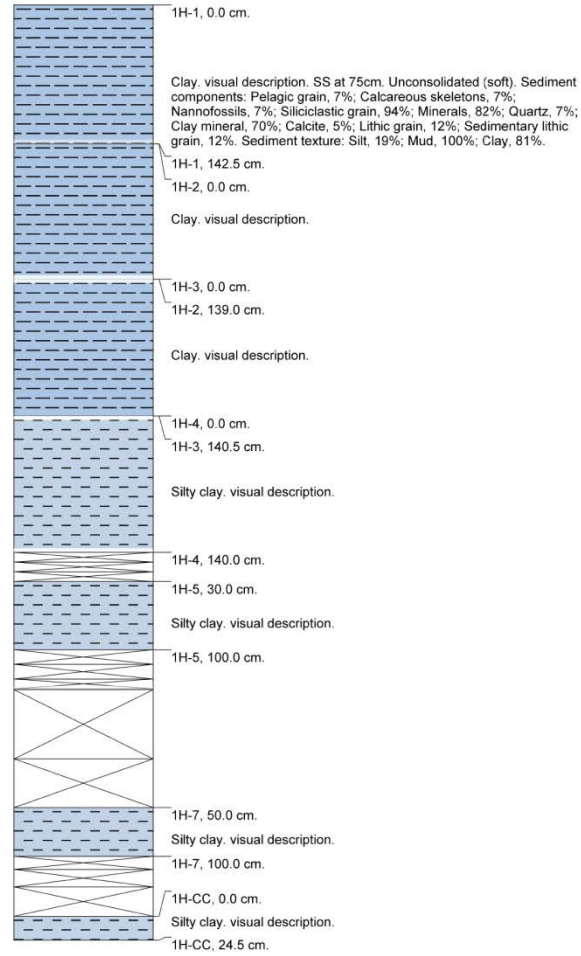 1H-1, 0.0 cm.
Clay. visual description. SS at 75cm. Unconsolidated (soft). Sediment
components: Pelagic grain, 7%; Calcareous skeletons, 7%;
Nannofossils, 7%; Siliciclastic grain, 94%; Minerals, 82%; Quartz, 7%;
Clay mineral, 70%; Calcite, 5%; Lithic grain, 12%; Sedimentary lithic
grain, 12%. Sediment texture: Silt, 19%; Mud, 100%; Clay, 81%.
1H-1, 142.5 cm.
1H-2, 0.0 cm.
Clay. visual description.
1H-3, 0.0 cm.
1H-2, 139.0 cm.
Clay. visual description.
1H-4, 0.0 cm.
1H-3, 140.5 cm.
Silty clay. visual description.
1H-4, 140.0 cm.
1H-5, 30.0 cm.
Silty clay. visual description.
1H-5, 100.0 cm.
1H-7, 50.0 cm.
Silty clay. visual description.
1H-7, 100.0 cm.
1H-CC, 0.0 cm.
Silty clay. visual description.
1H-CC, 24.5 cm.